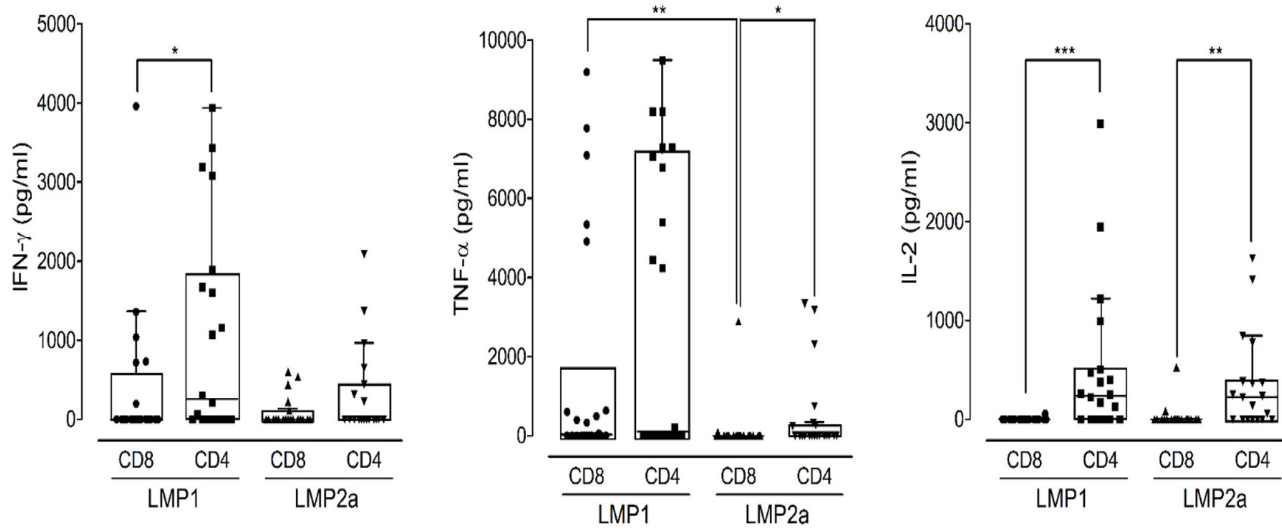 IFN-γ (pg/ml)
5000
4000
3000
2000
1000
0
*
CD8 CD4 CD8 CD4
LMP1 LMP2a
TNF-α (pg/ml)
10000
8000
6000
4000
2000
0
** *
CD8 CD4 CD8 CD4
LMP1 LMP2a
IL-2 (pg/ml)
4000
3000
2000
1000
0
*** **
CD8 CD4 CD8 CD4
LMP1 LMP2a